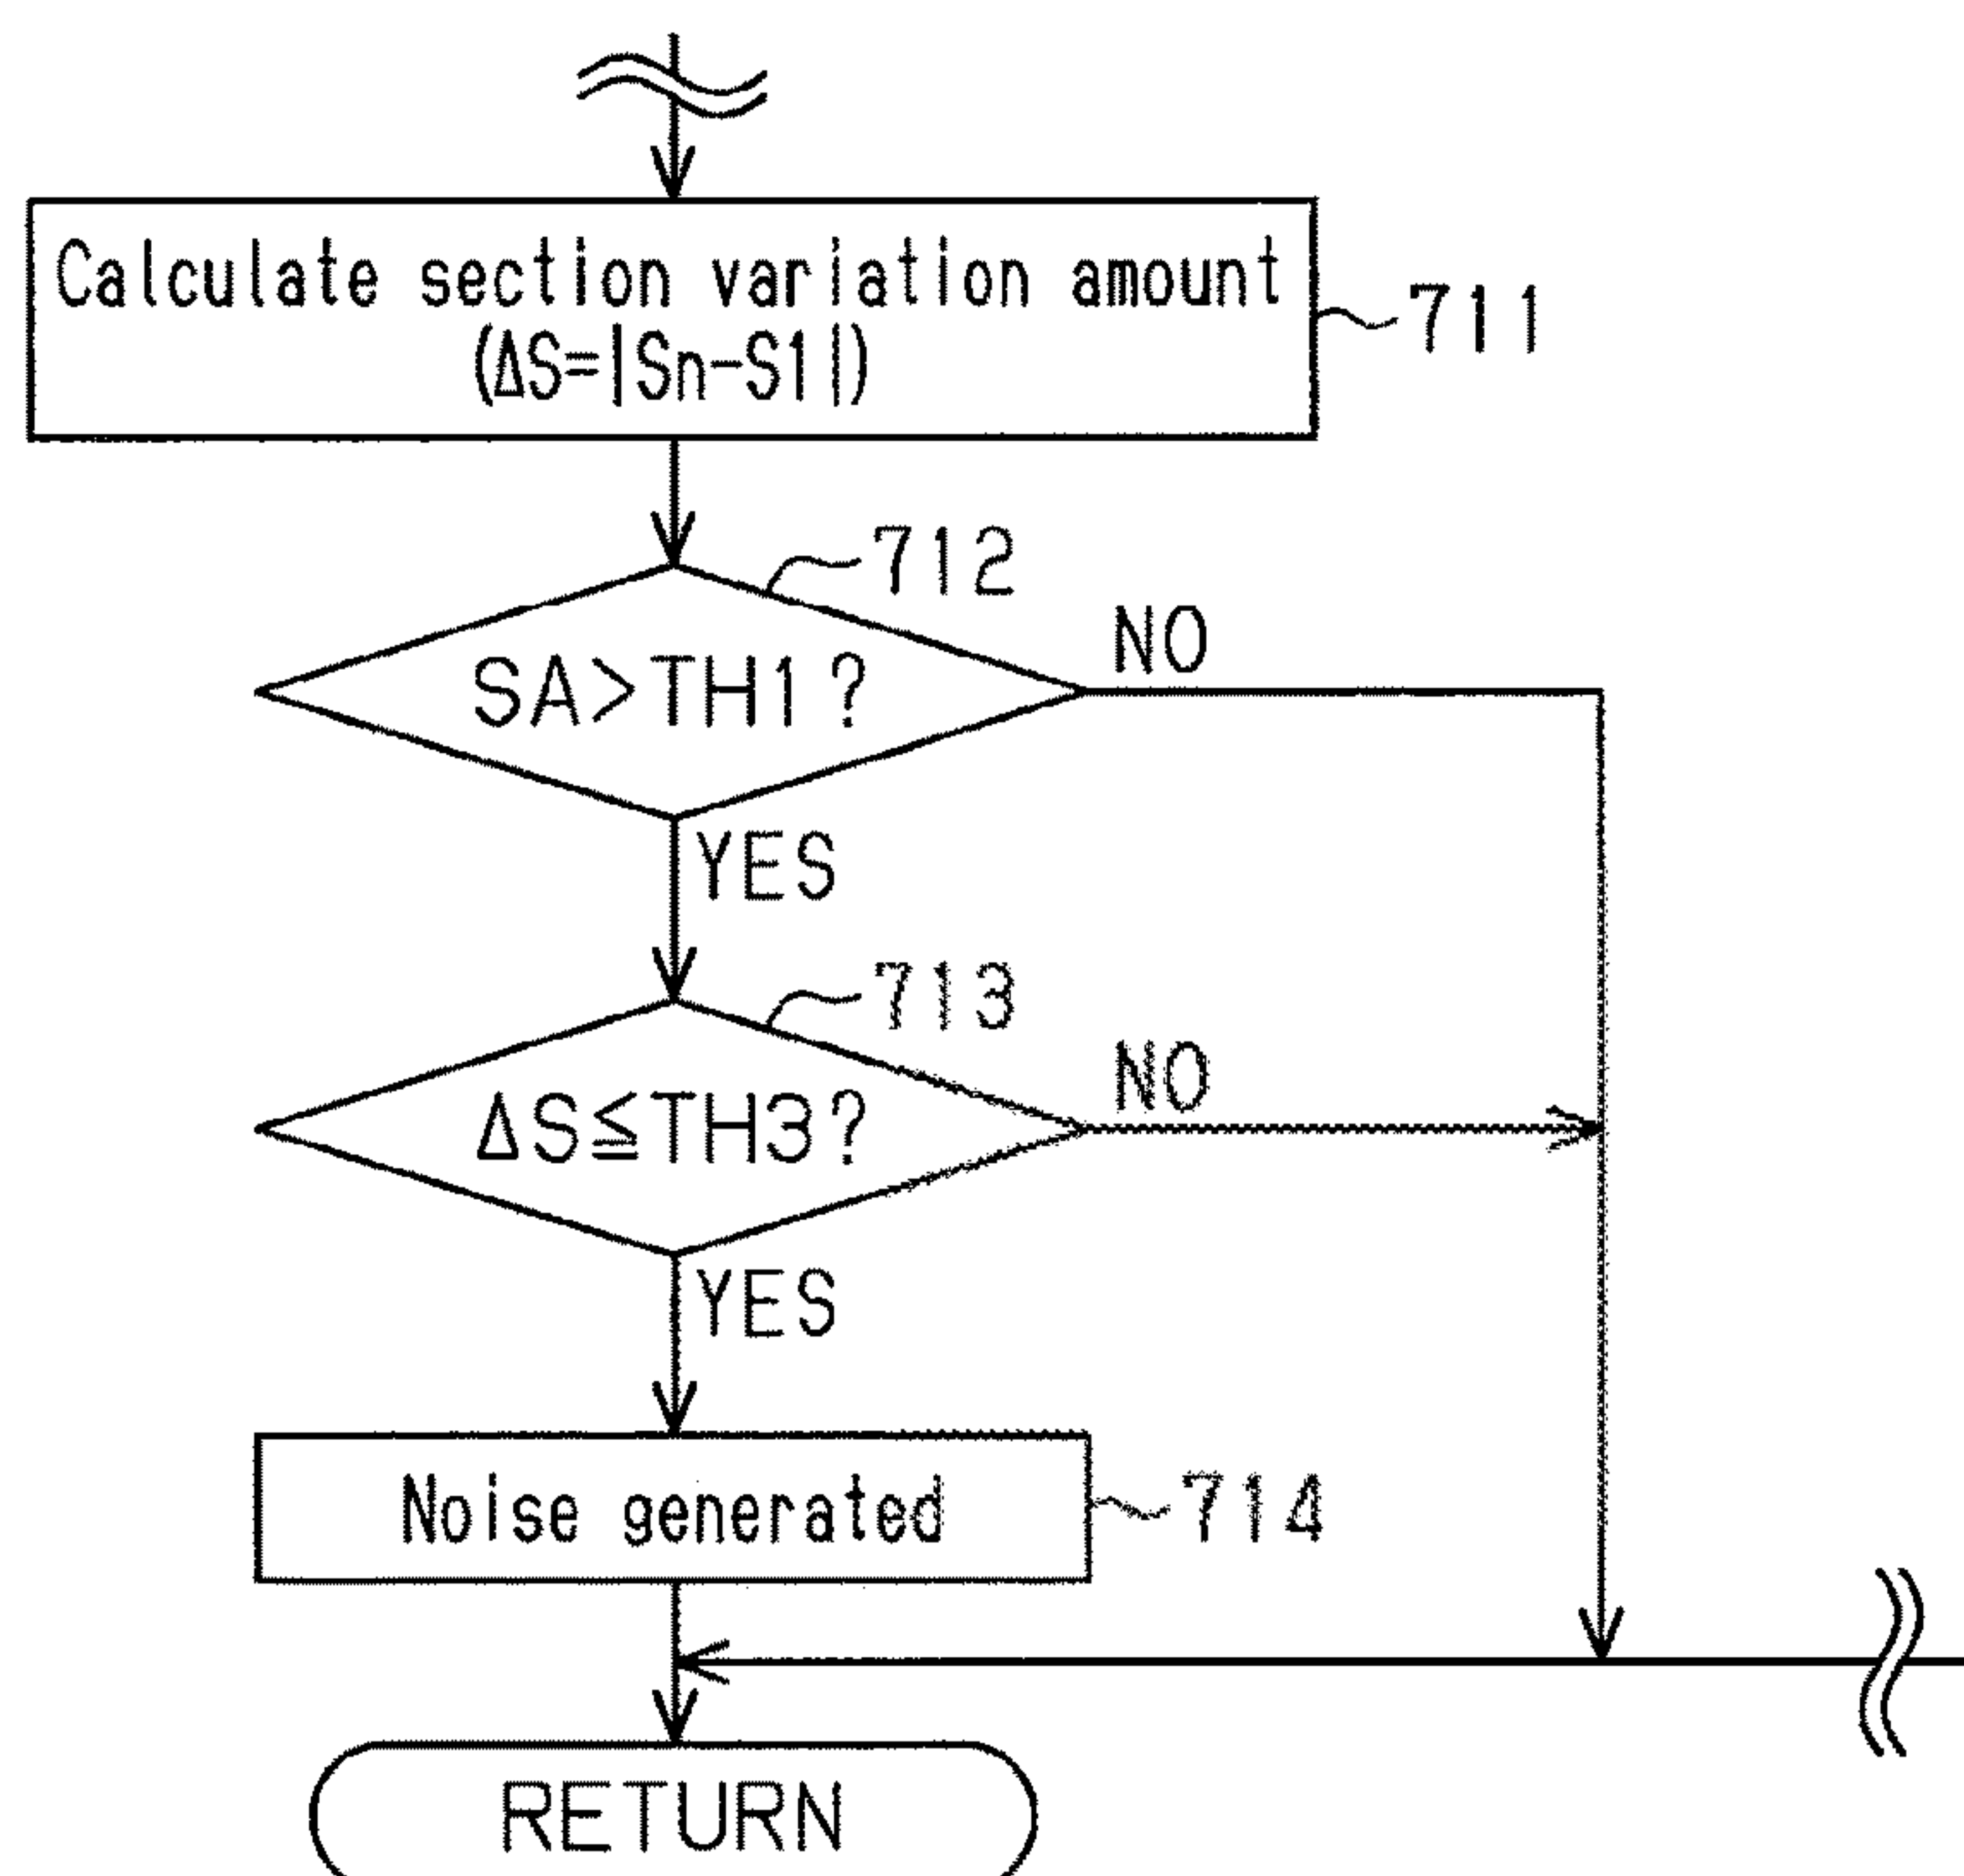 Calculate section variation amount
(ΔS=|Sn-S1|)
711
712
SA>TH1?
NO
YES
713
ΔS≦TH3?
NO
YES
Noise generated
714
RETURN